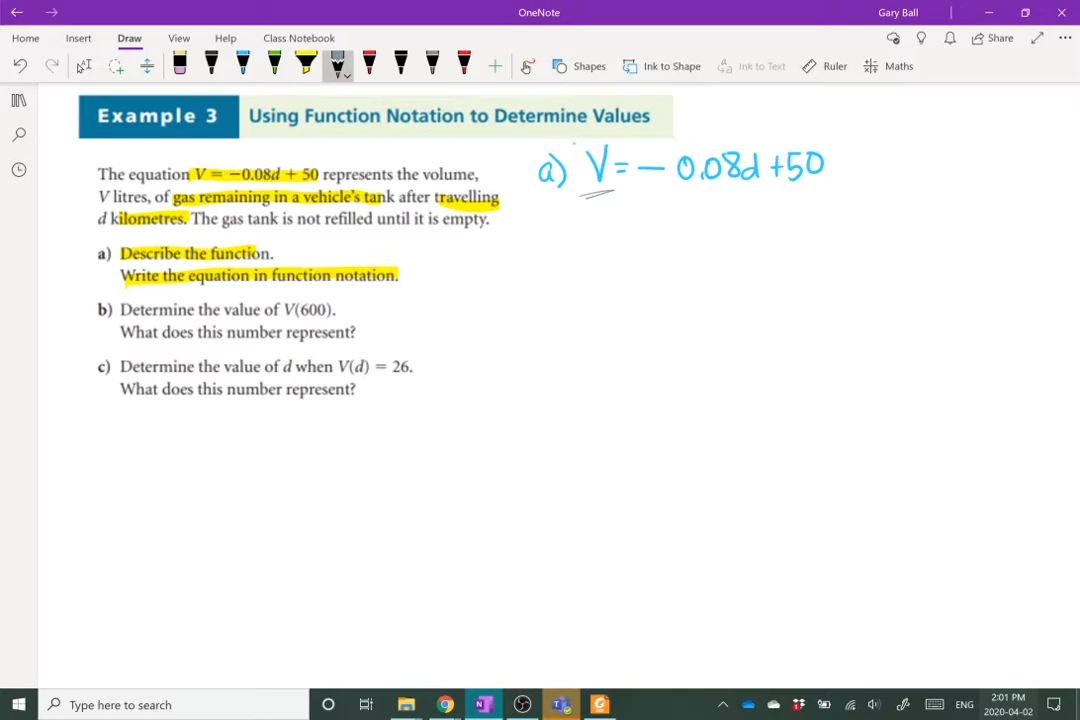 OneNote
Gary Ball
Home Insert Draw View Help Class Notebook
Share
Shapes Ink to Shape Ink to Text Ruler Maths
Example 3 Using Function Notation to Determine Values
The equation V = −0.08d + 50 represents the volume,
V litres, of gas remaining in a vehicle's tank after travelling
d kilometres. The gas tank is not refilled until it is empty.
a) Describe the function.
Write the equation in function notation.
b) Determine the value of V(600).
What does this number represent?
c) Determine the value of d when V(d) = 26.
What does this number represent?
a) V = − 0.08d + 50
Type here to search
ENG
2:01 PM
2020-04-02